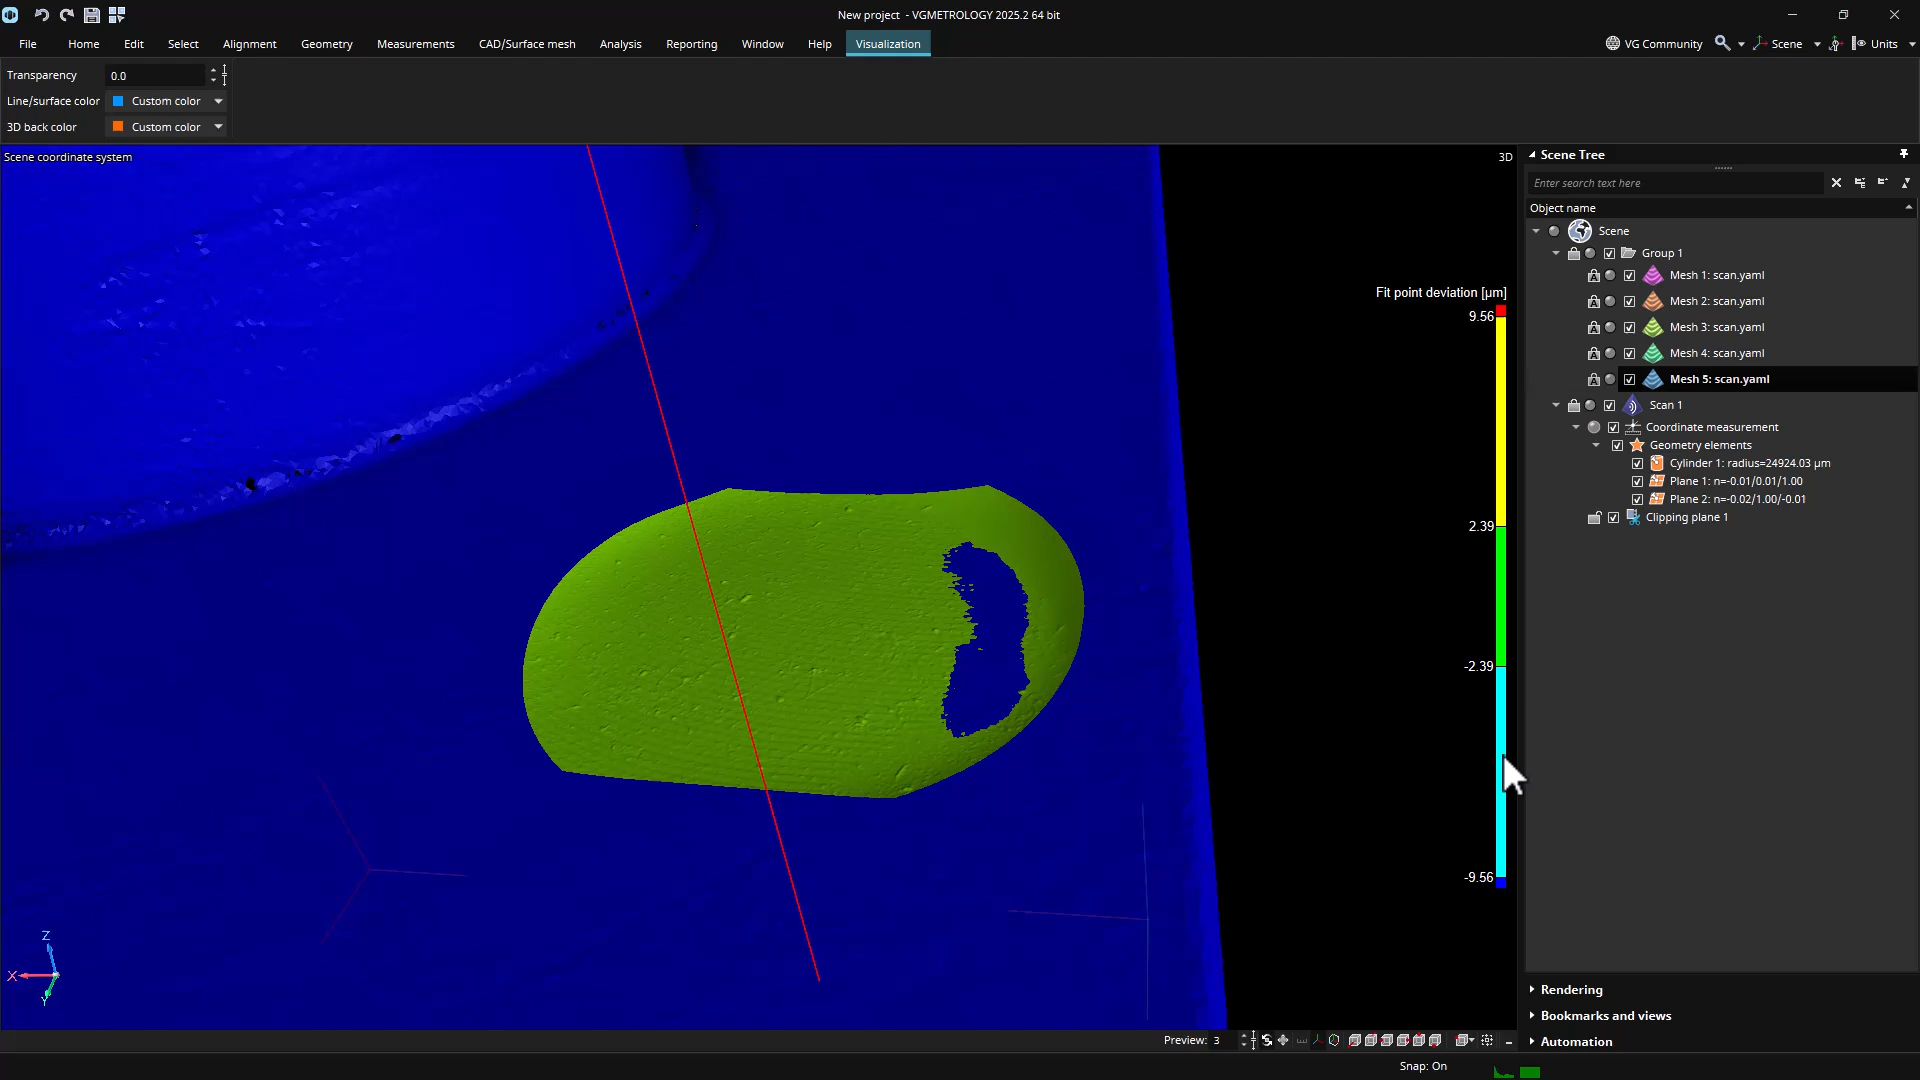 New project - VGMETROLOGY 2025.2 64 bit
File Home Edit Select Alignment Geometry Measurements CAD/Surface mesh Analysis Reporting Window Help Visualization VG Community Scene Units
Transparency 0.0
Line/surface color Custom color
3D back color Custom color
Scene coordinate system
3D
Fit point deviation [µm]
9.56
2.39
-2.39
-9.56
Z
X
Y
Preview: 3
Scene Tree
Enter search text here
Object name
Scene
Group 1
Mesh 1: scan.yaml
Mesh 2: scan.yaml
Mesh 3: scan.yaml
Mesh 4: scan.yaml
Mesh 5: scan.yaml
Scan 1
Coordinate measurement
Geometry elements
Cylinder 1: radius=24924.03 µm
Plane 1: n=-0.01/0.01/1.00
Plane 2: n=-0.02/1.00/-0.01
Clipping plane 1
Rendering
Bookmarks and views
Automation
Snap: On